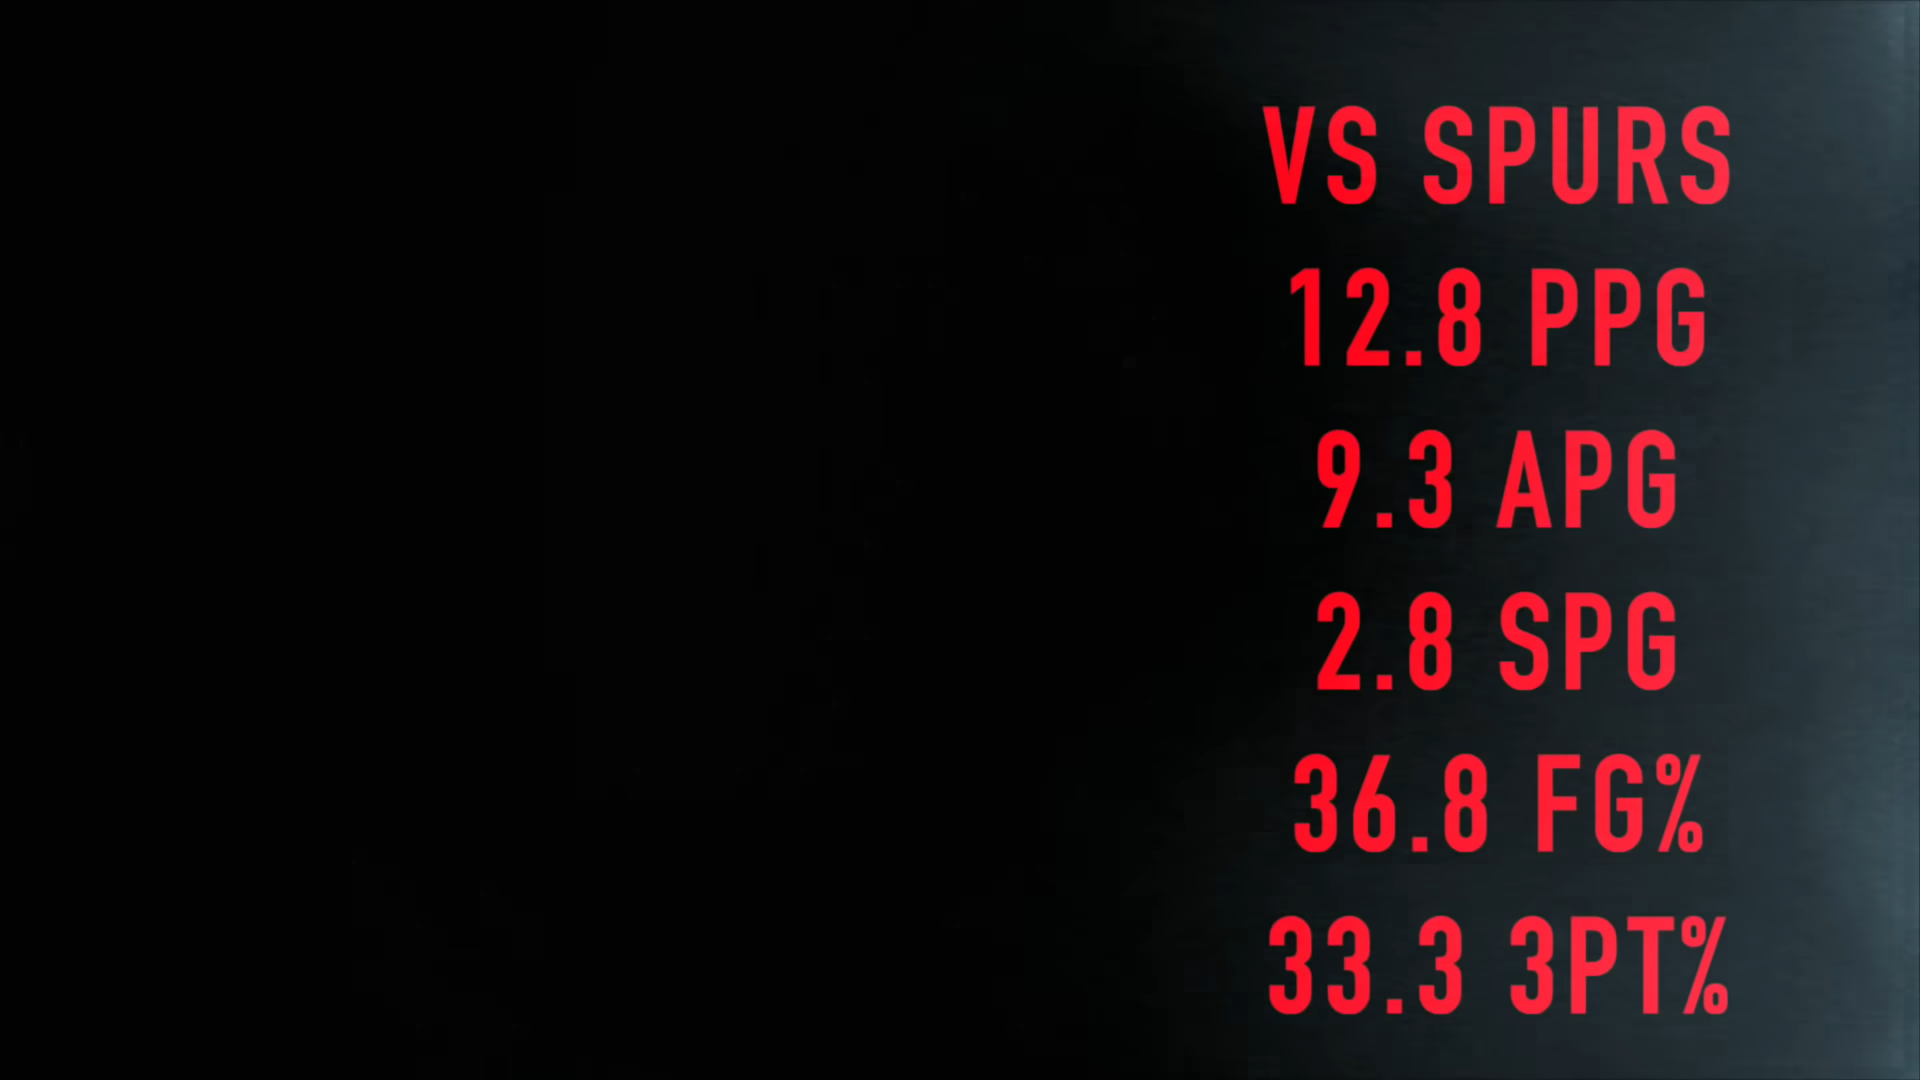 VS SPURS
12.8 PPG
9.3 APG
2.8 SPG
36.8 FG%
33.3 3PT%